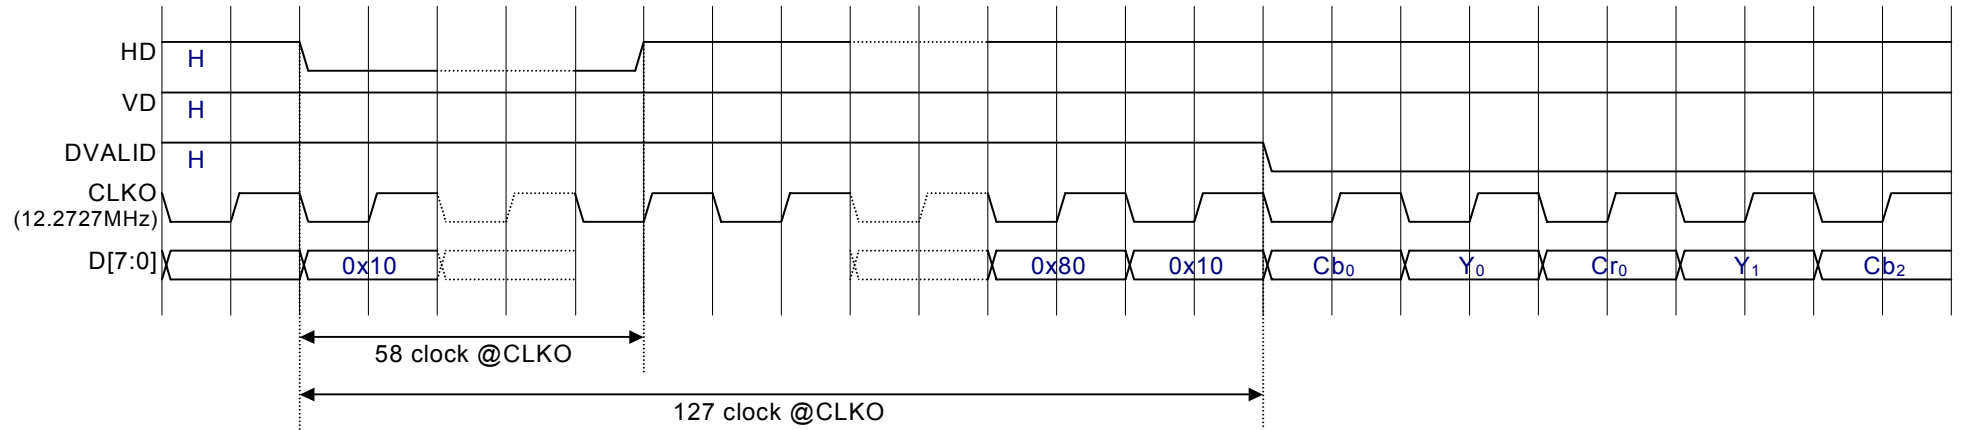 HD H
VD H
DVALID H
CLKO
(12.2727MHz)
D[7:0] 0x10 0x80 0x10 Cb₀ Y₀ Cr₀ Y₁ Cb₂
58 clock @CLKO
127 clock @CLKO